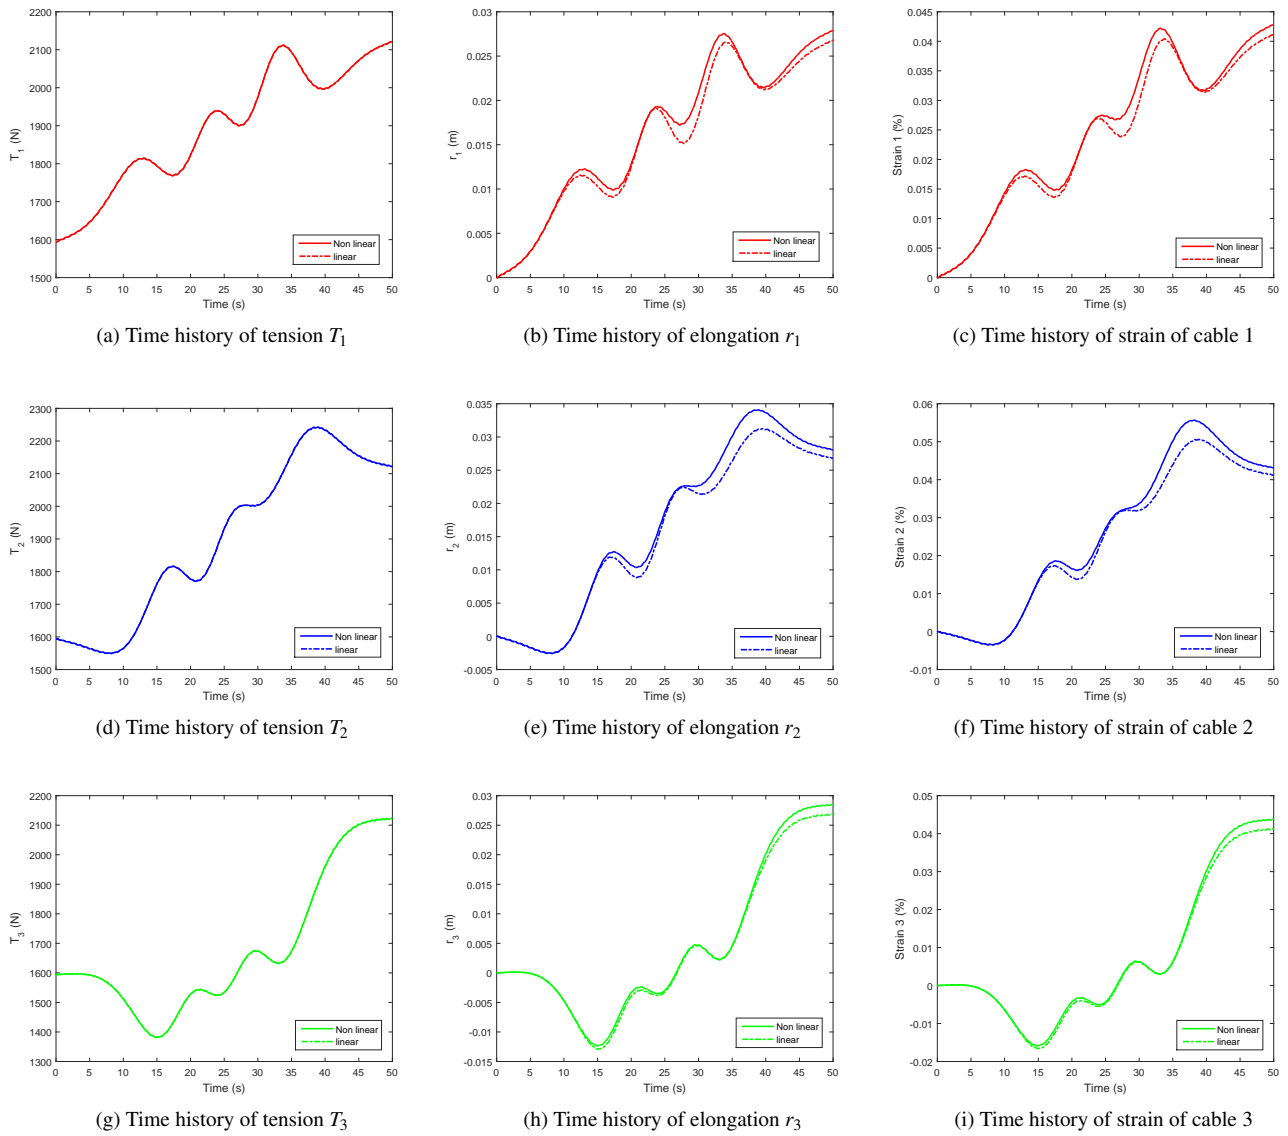 2200
2100
2000
1900
1800
1700
1600
1500
T1 (N)
0 5 10 15 20 25 30 35 40 45 50
Time (s)
Non linear
linear
0.03
0.025
0.02
0.015
0.01
0.005
0
r1 (m)
0 5 10 15 20 25 30 35 40 45 50
Time (s)
Non linear
linear
0.045
0.04
0.035
0.03
0.025
0.02
0.015
0.01
0.005
0
Strain 1 (%)
0 5 10 15 20 25 30 35 40 45 50
Time (s)
Non linear
linear
(a) Time history of tension T1
(b) Time history of elongation r1
(c) Time history of strain of cable 1
2300
2200
2100
2000
1900
1800
1700
1600
1500
T2 (N)
0 5 10 15 20 25 30 35 40 45 50
Time (s)
Non linear
linear
0.035
0.03
0.025
0.02
0.015
0.01
0.005
0
-0.005
r2 (m)
0 5 10 15 20 25 30 35 40 45 50
Time (s)
Non linear
linear
0.06
0.05
0.04
0.03
0.02
0.01
0
-0.01
Strain 2 (%)
0 5 10 15 20 25 30 35 40 45 50
Time (s)
Non linear
linear
(d) Time history of tension T2
(e) Time history of elongation r2
(f) Time history of strain of cable 2
2200
2100
2000
1900
1800
1700
1600
1500
1400
1300
T3 (N)
0 5 10 15 20 25 30 35 40 45 50
Time (s)
Non linear
linear
0.03
0.025
0.02
0.015
0.01
0.005
0
-0.005
-0.01
-0.015
r3 (m)
0 5 10 15 20 25 30 35 40 45 50
Time (s)
Non linear
linear
0.05
0.04
0.03
0.02
0.01
0
-0.01
-0.02
Strain 3 (%)
0 5 10 15 20 25 30 35 40 45 50
Time (s)
Non linear
linear
(g) Time history of tension T3
(h) Time history of elongation r3
(i) Time history of strain of cable 3